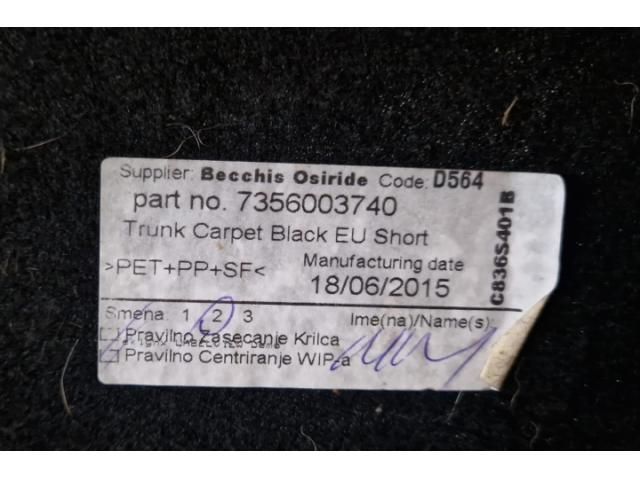 Supplier: Becchis Osiride Code: D564
part no. 7356003740
Trunk Carpet Black EU Short
>PET+PP+SF<
Manufacturing date
18/06/2015
C836S401B
Smena: 1 2 3 Ime(na)/Name(s):
Pravilno Zasecanje Krilca
Pravilno Centriranje WIP-a